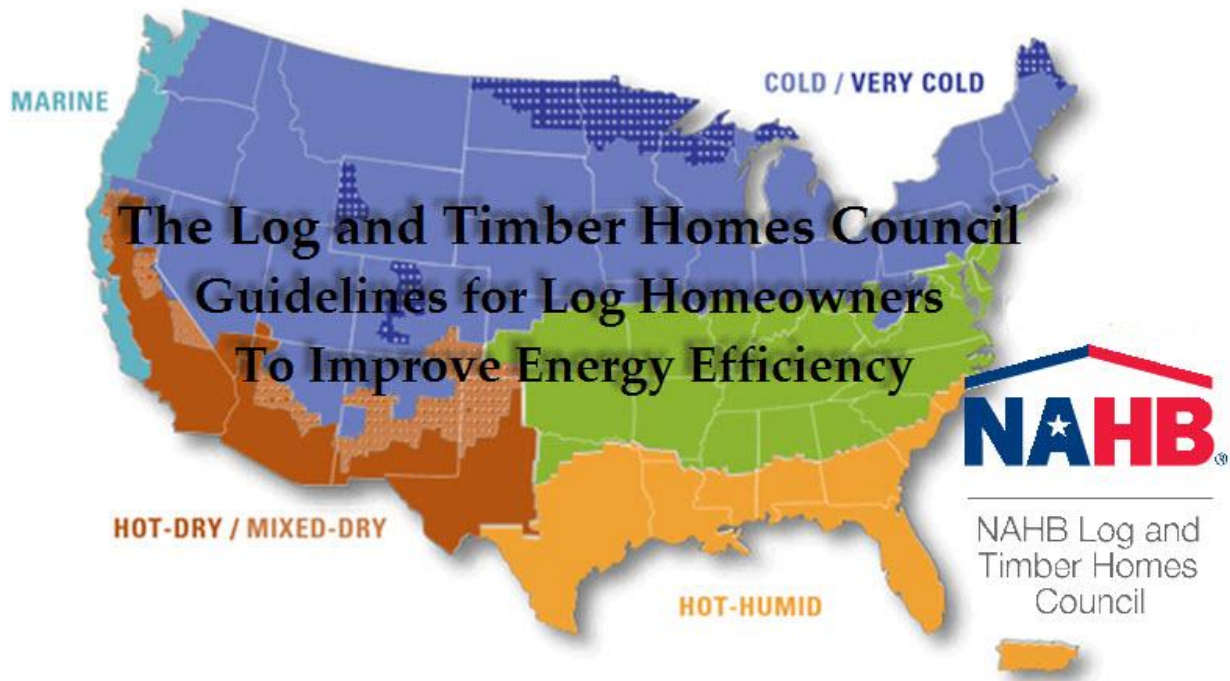 MARINE
COLD / VERY COLD
The Log and Timber Homes Council
Guidelines for Log Homeowners
To Improve Energy Efficiency
NAHB®
HOT-DRY / MIXED-DRY
NAHB Log and
Timber Homes
Council
HOT-HUMID